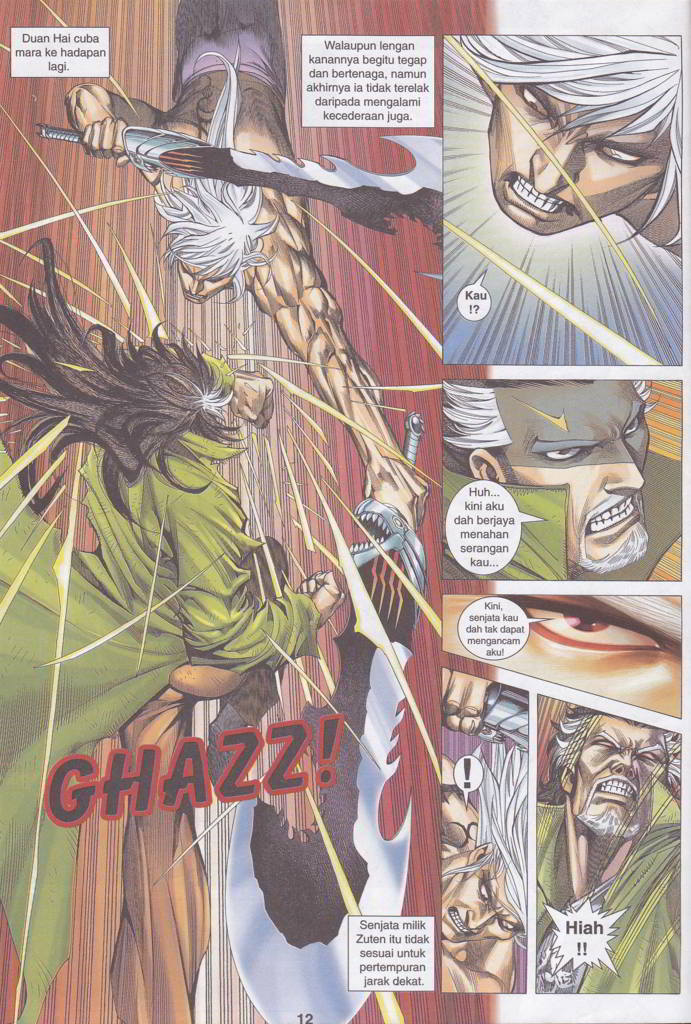 Duan Hai cuba
mara ke hadapan
lagi.
Walaupun lengan
kanannya begitu tegap
dan bertenaga, namun
akhirnya ia tidak terelak
daripada mengalami
kecederaan juga.
Kau
!?
Huh...
kini aku
dah berjaya
menahan
serangan
kau...
Kini,
senjata kau
dah tak dapat
mengancam
aku!
GHAZZ!
!
Hiah
!!
Senjata milik
Zuten itu tidak
sesuai untuk
pertempuran
jarak dekat.
12